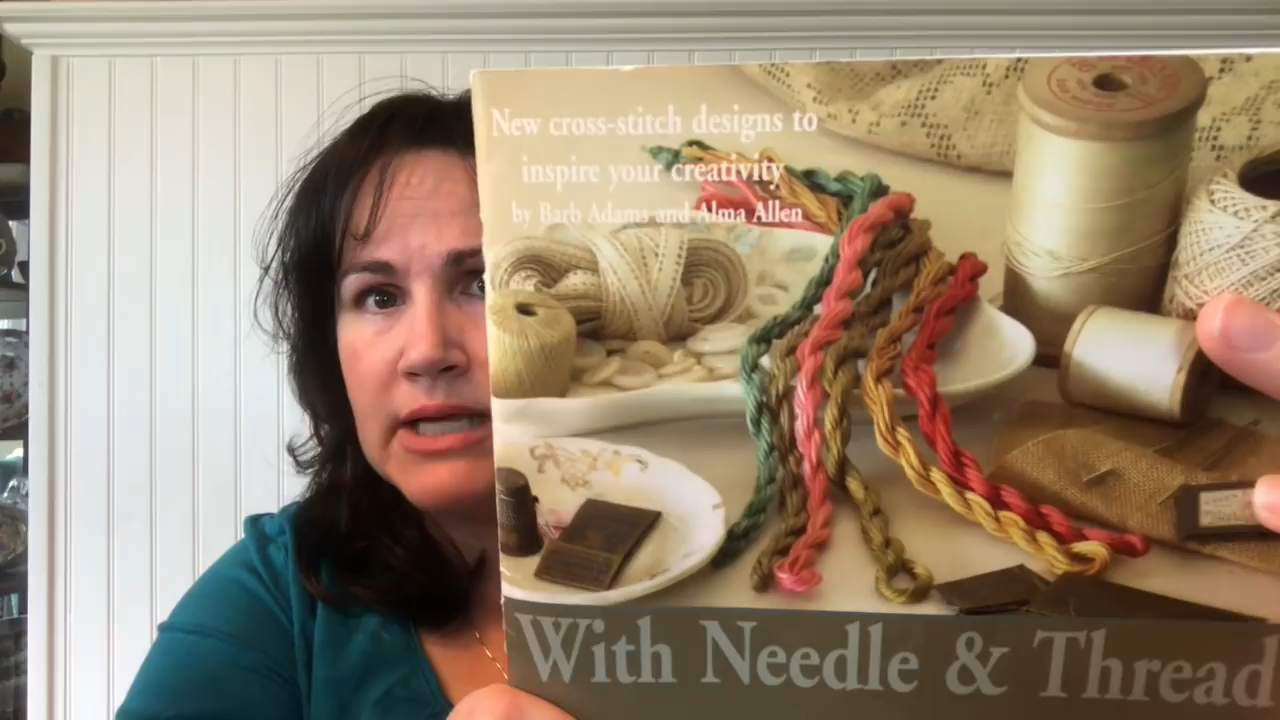 New cross-stitch designs to
inspire your creativity
by Barb Adams and Alma Allen
With Needle & Thread